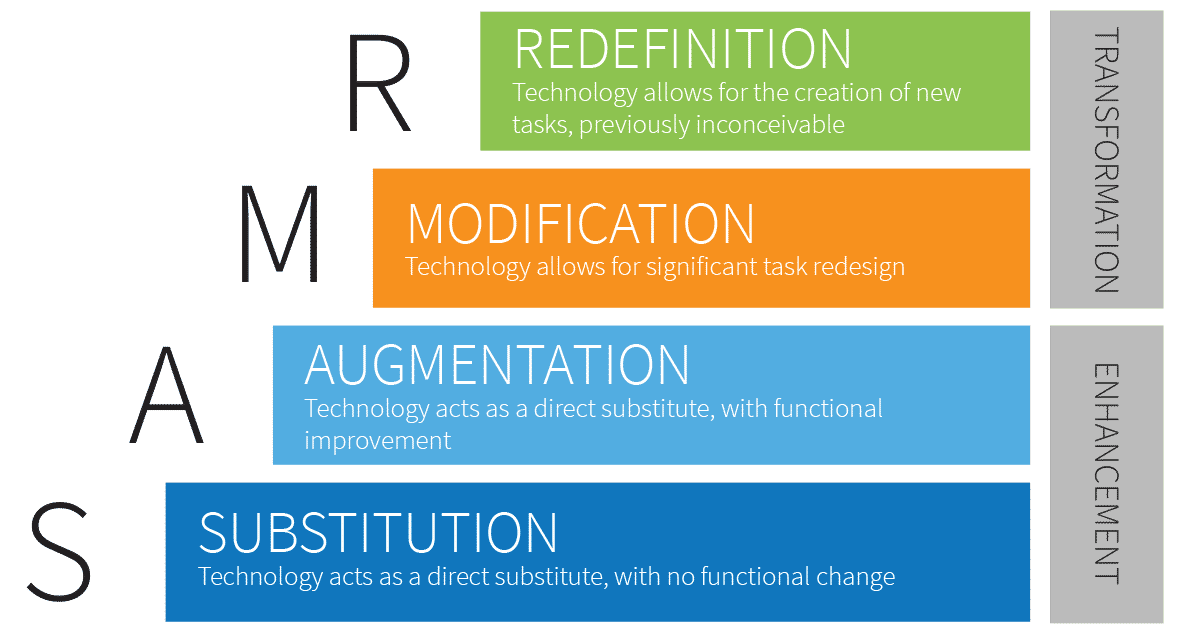 R
REDEFINITION
Technology allows for the creation of new
tasks, previously inconceivable
TRANSFORMATION
M
MODIFICATION
Technology allows for significant task redesign
A
AUGMENTATION
Technology acts as a direct substitute, with functional
improvement
ENHANCEMENT
S
SUBSTITUTION
Technology acts as a direct substitute, with no functional change